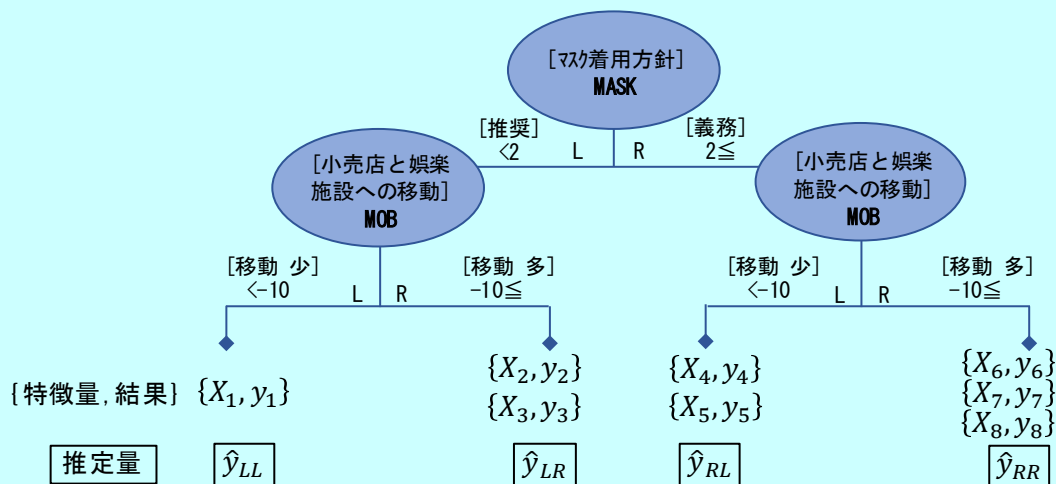 [マスク着用方針]
MASK
[推奨]
<2
L
R
[義務]
2≦
[小売店と娯楽
施設への移動]
MOB
[小売店と娯楽
施設への移動]
MOB
[移動 少]
<-10
L
R
[移動 多]
-10≦
[移動 少]
<-10
L
R
[移動 多]
-10≦
{特徴量,結果}
{X₁, y₁}
{X₂, y₂}
{X₃, y₃}
{X₄, y₄}
{X₅, y₅}
{X₆, y₆}
{X₇, y₇}
{X₈, y₈}
推定量
ŷ_LL
ŷ_LR
ŷ_RL
ŷ_RR